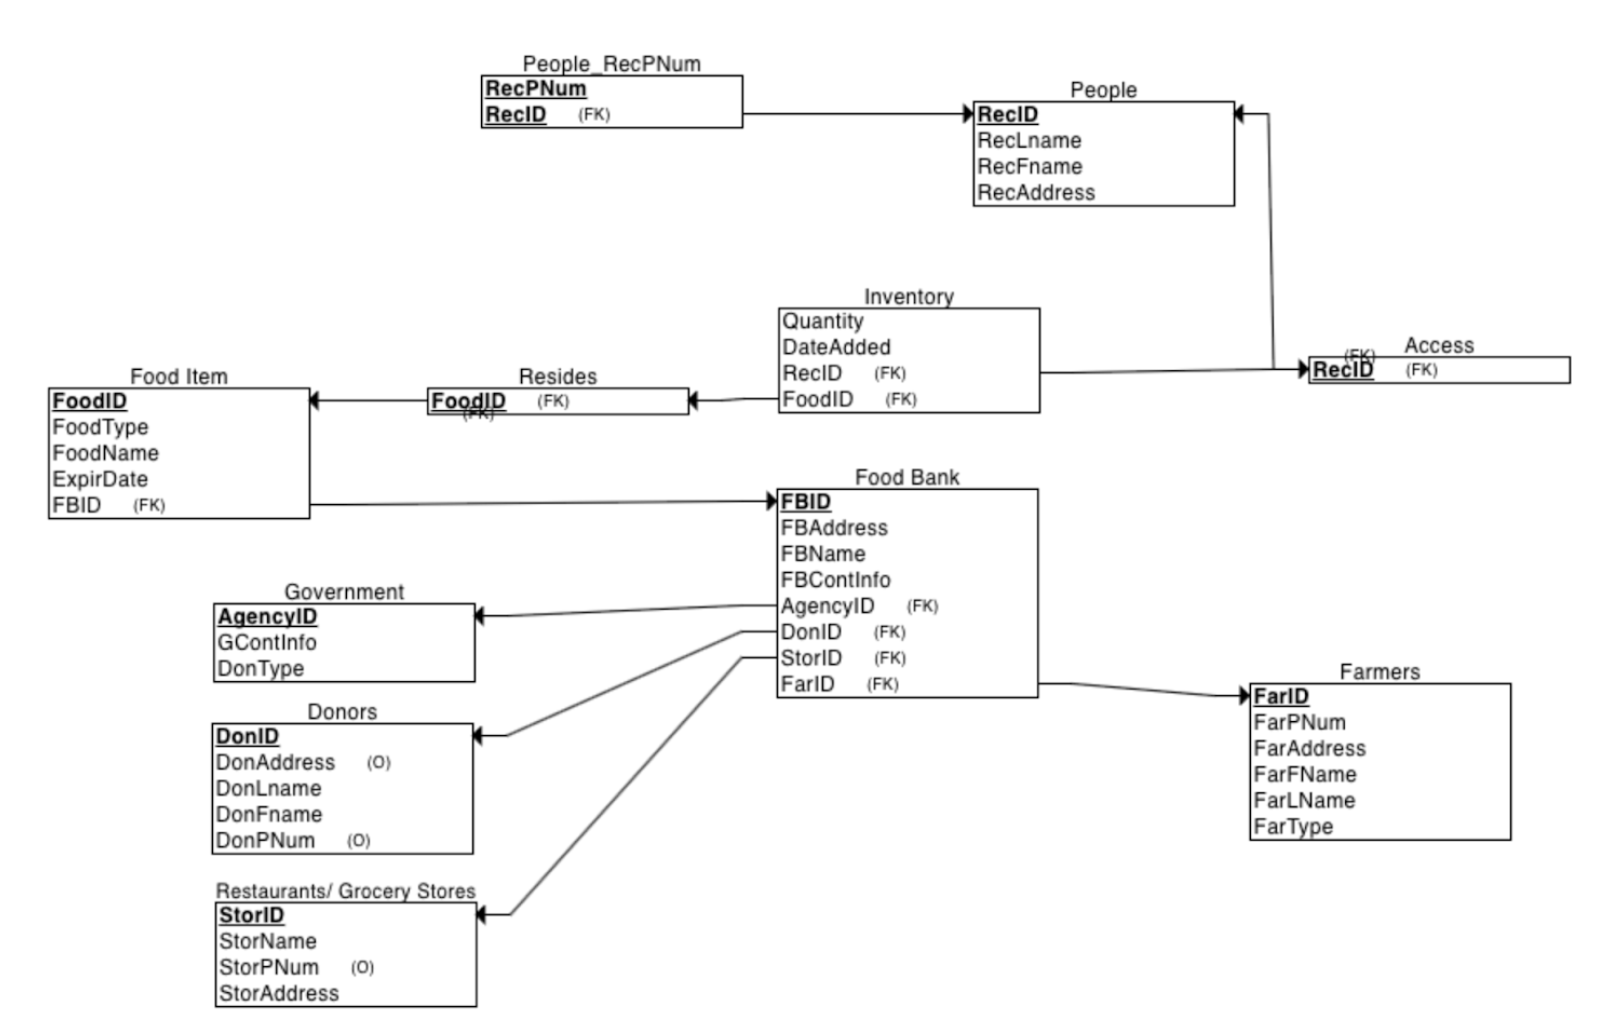 People_RecPNum
RecPNum
RecID (FK)
People
RecID
RecLname
RecFname
RecAddress
Inventory
Quantity
DateAdded
RecID (FK)
FoodID (FK)
Access
(FK)
RecID (FK)
Food Item
FoodID
FoodType
FoodName
ExpirDate
FBID (FK)
Resides
FoodID (FK)
(FK)
Food Bank
FBID
FBAddress
FBName
FBContInfo
AgencyID (FK)
DonID (FK)
StorID (FK)
FarID (FK)
Government
AgencyID
GContInfo
DonType
Donors
DonID
DonAddress (O)
DonLname
DonFname
DonPNum (O)
Farmers
FarID
FarPNum
FarAddress
FarFName
FarLName
FarType
Restaurants/ Grocery Stores
StorID
StorName
StorPNum (O)
StorAddress